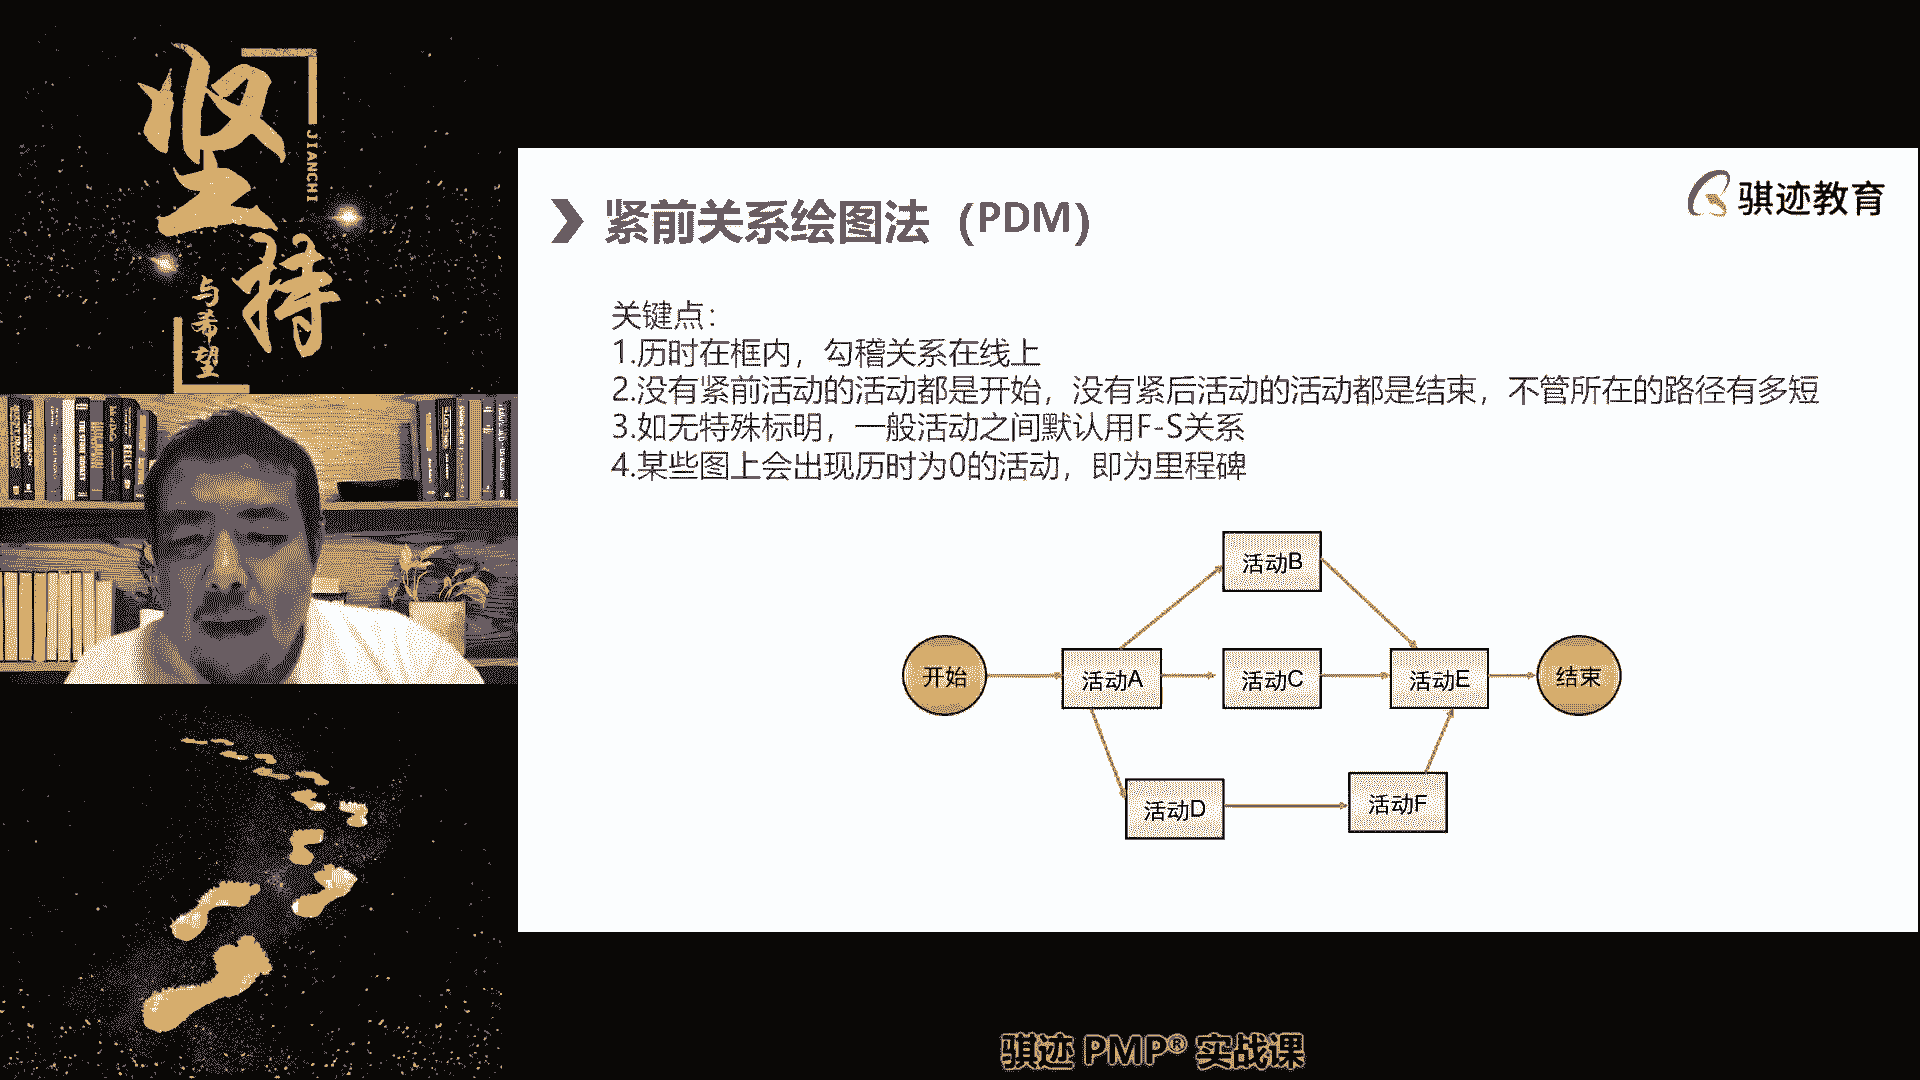 坚持
JIANCHI
与希望
骐迹教育
紧前关系绘图法（PDM）
关键点：
1.历时在框内，勾稽关系在线上
2.没有紧前活动的活动都是开始，没有紧后活动的活动都是结束，不管所在的路径有多短
3.如无特殊标明，一般活动之间默认用F-S关系
4.某些图上会出现历时为0的活动，即为里程碑
活动B
开始
活动A
活动C
活动E
结束
活动D
活动F
骐迹 PMP® 实战课